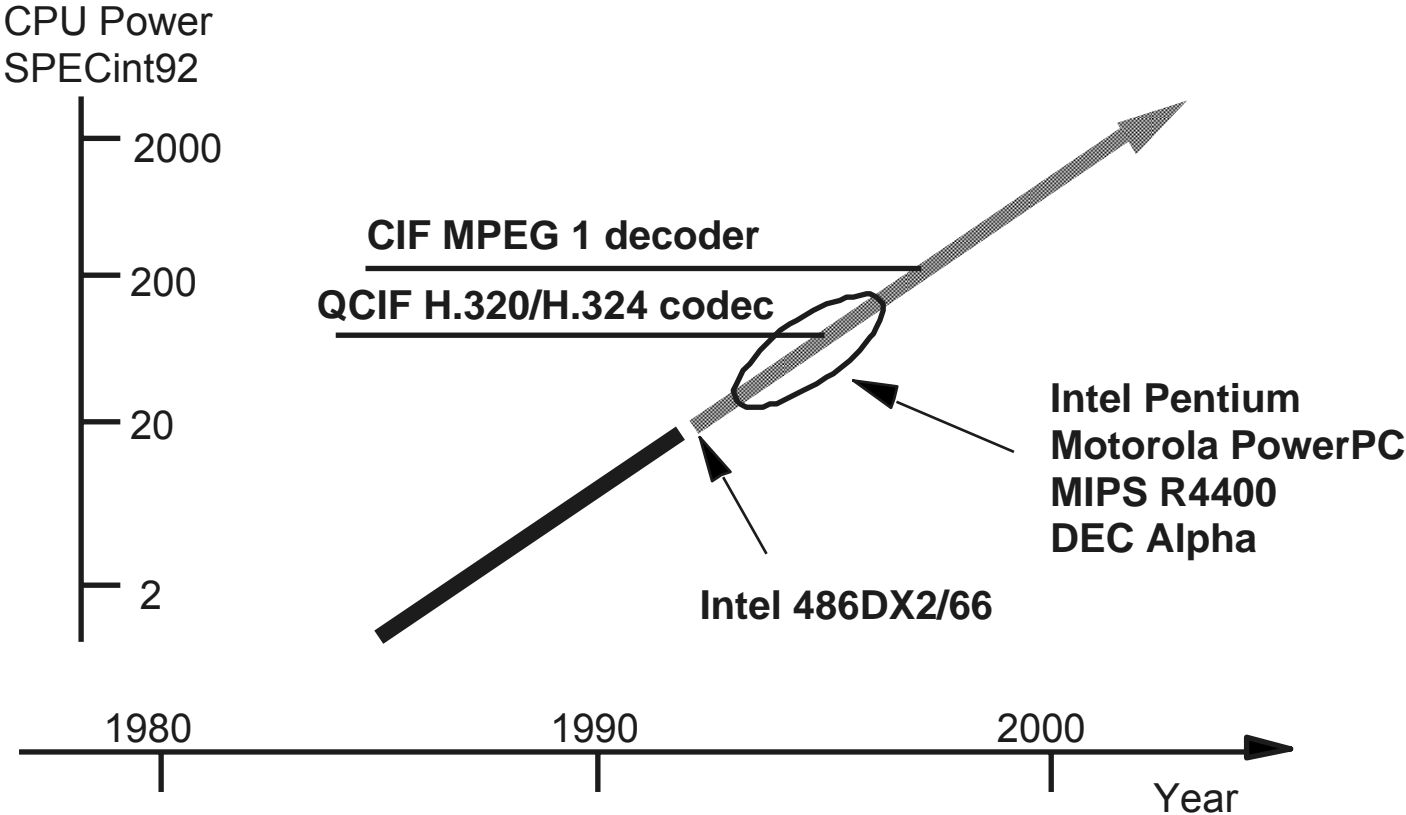 CPU Power
SPECint92
2000
CIF MPEG 1 decoder
200
QCIF H.320/H.324 codec
Intel Pentium
Motorola PowerPC
MIPS R4400
DEC Alpha
20
2
Intel 486DX2/66
1980
1990
2000
Year